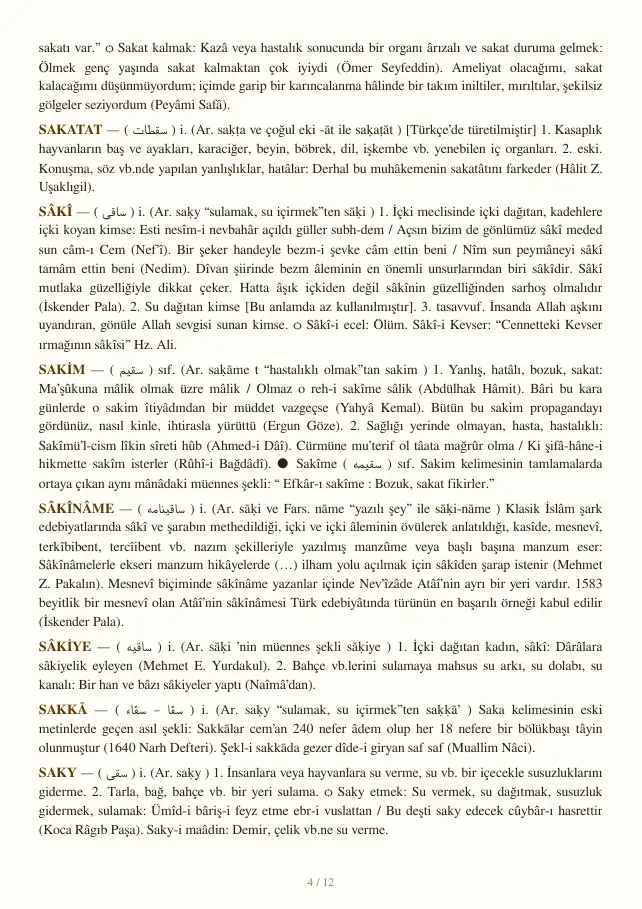 sakatı var.” ѻ Sakat kalmak: Kazâ veya hastalık sonucunda bir organı ârızalı ve sakat duruma gelmek:
Ölmek genç yaşında sakat kalmaktan çok iyiydi (Ömer Seyfeddin). Ameliyat olacağımı, sakat
kalacağımı düşünmüyordum; içimde garip bir karıncalanma hâlinde bir takım iniltiler, mırıltılar, şekilsiz
gölgeler seziyordum (Peyâmi Safâ).
SAKATAT — ( سقطات ) i. (Ar. saḳṭa ve çoğul eki -āt ile saḳaṭāt ) [Türkçe’de türetilmiştir] 1. Kasaplık
hayvanların baş ve ayakları, karaciğer, beyin, böbrek, dil, işkembe vb. yenebilen iç organları. 2. eski.
Konuşma, söz vb.nde yapılan yanlışlıklar, hatâlar: Derhal bu muhâkemenin sakatâtını farkeder (Hâlit Z.
Uşaklıgil).
SÂKÎ — ( ساقى ) i. (Ar. saḳy “sulamak, su içirmek”ten sāḳi ) 1. İçki meclisinde içki dağıtan, kadehlere
içki koyan kimse: Esti nesîm-i nevbahâr açıldı güller subh-dem / Açsın bizim de gönlümüz sâkî meded
sun câm-ı Cem (Nef’î). Bir şeker handeyle bezm-i şevke câm ettin beni / Nîm sun peymâneyi sâkî
tamâm ettin beni (Nedim). Dîvan şiirinde bezm âleminin en önemli unsurlarından biri sâkîdir. Sâkî
mutlaka güzelliğiyle dikkat çeker. Hatta âşık içkiden değil sâkînin güzelliğinden sarhoş olmalıdır
(İskender Pala). 2. Su dağıtan kimse [Bu anlamda az kullanılmıştır]. 3. tasavvuf. İnsanda Allah aşkını
uyandıran, gönüle Allah sevgisi sunan kimse. ѻ Sâkî-i ecel: Ölüm. Sâkî-i Kevser: “Cennetteki Kevser
ırmağının sâkîsi” Hz. Ali.
SAKİM — ( سقيم ) sıf. (Ar. saḳāme t “hastalıklı olmak”tan sakim ) 1. Yanlış, hatâlı, bozuk, sakat:
Ma’şûkuna mâlik olmak üzre mâlik / Olmaz o reh-i sakîme sâlik (Abdülhak Hâmit). Bâri bu kara
günlerde o sakim îtiyâdından bir müddet vazgeçse (Yahyâ Kemal). Bütün bu sakim propagandayı
gördünüz, nasıl kinle, ihtirasla yürüttü (Ergun Göze). 2. Sağlığı yerinde olmayan, hasta, hastalıklı:
Sakîmü’l-cism lîkin sîreti hûb (Ahmed-i Dâî). Cürmüne mu’terif ol tâata mağrûr olma / Ki şifâ-hâne-i
hikmette sakîm isterler (Rûhî-i Bağdâdî). ● Sakîme ( سقيمه ) sıf. Sakim kelimesinin tamlamalarda
ortaya çıkan aynı mânâdaki müennes şekli: “ Efkâr-ı sakîme : Bozuk, sakat fikirler.”
SÂKÎNÂME — ( ساقينامه ) i. (Ar. sāḳi ve Fars. nāme “yazılı şey” ile sāḳi-nāme ) Klasik İslâm şark
edebiyatlarında sâkî ve şarabın methedildiği, içki ve içki âleminin övülerek anlatıldığı, kasîde, mesnevî,
terkîbibent, tercîibent vb. nazım şekilleriyle yazılmış manzûme veya başlı başına manzum eser:
Sâkînâmelerle ekseri manzum hikâyelerde (…) ilham yolu açılmak için sâkîden şarap istenir (Mehmet
Z. Pakalın). Mesnevî biçiminde sâkînâme yazanlar içinde Nev’îzâde Atâî’nin ayrı bir yeri vardır. 1583
beyitlik bir mesnevî olan Atâî’nin sâkînâmesi Türk edebiyâtında türünün en başarılı örneği kabul edilir
(İskender Pala).
SÂKİYE — ( ساقيه ) i. (Ar. sāḳi ’nin müennes şekli sāḳiye ) 1. İçki dağıtan kadın, sâkî: Dârâlara
sâkiyelik eyleyen (Mehmet E. Yurdakul). 2. Bahçe vb.lerini sulamaya mahsus su arkı, su dolabı, su
kanalı: Bir han ve bâzı sâkiyeler yaptı (Naîmâ’dan).
SAKKĀ — ( سقّا – سقّاء ) i. (Ar. saḳy “sulamak, su içirmek”ten saḳḳā’ ) Saka kelimesinin eski
metinlerde geçen asıl şekli: Sakkālar cem’an 240 nefer âdem olup her 18 nefere bir bölükbaşı tâyin
olunmuştur (1640 Narh Defteri). Şekl-i sakkāda gezer dîde-i giryan saf saf (Muallim Nâci).
SAKY — ( سقى ) i. (Ar. saḳy ) 1. İnsanlara veya hayvanlara su verme, su vb. bir içecekle susuzluklarını
giderme. 2. Tarla, bağ, bahçe vb. bir yeri sulama. ѻ Saky etmek: Su vermek, su dağıtmak, susuzluk
gidermek, sulamak: Ümîd-i bâriş-i feyz etme ebr-i vuslattan / Bu deşti saky edecek cûybâr-ı hasrettir
(Koca Râgıb Paşa). Saky-i maâdin: Demir, çelik vb.ne su verme.
4 / 12